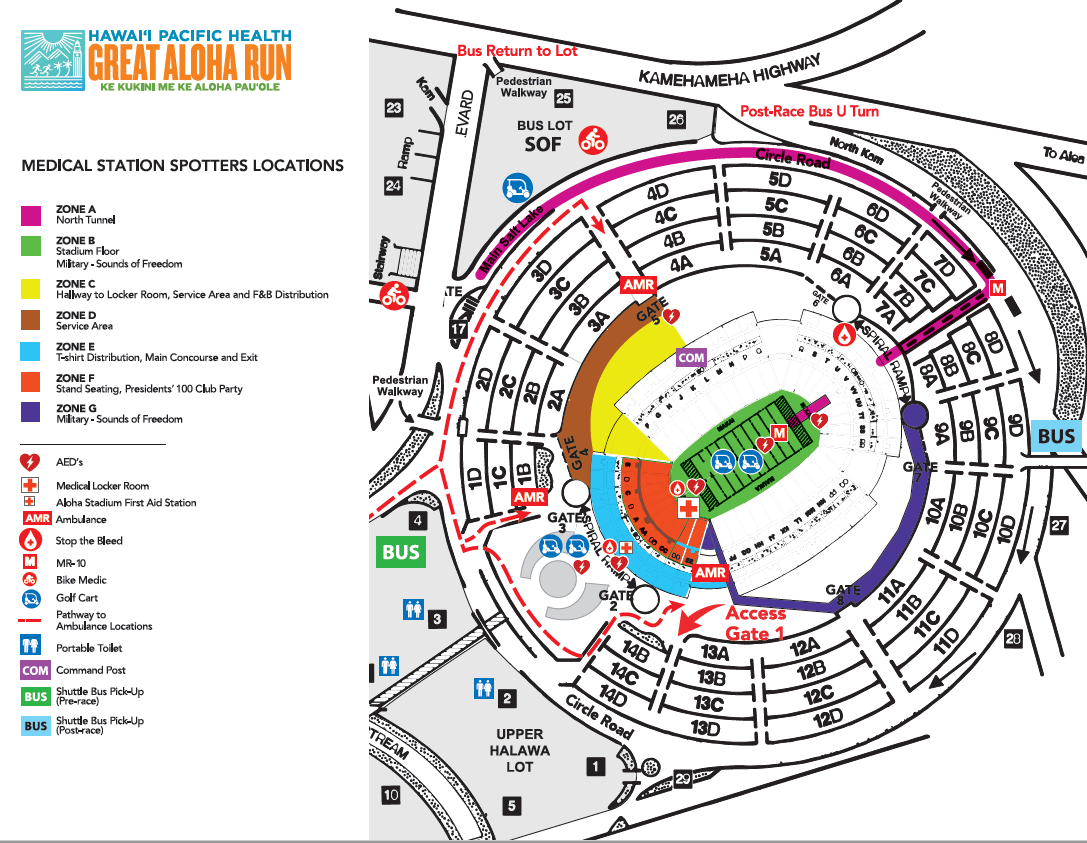 HAWAIʻI PACIFIC HEALTH
GREAT ALOHA RUN
KE KUKINI ME KE ALOHA PAU'OLE
MEDICAL STATION SPOTTERS LOCATIONS
ZONE A
North Tunnel
ZONE B
Stadium Floor
Military - Sounds of Freedom
ZONE C
Hallway to Locker Room, Service Area and F&B Distribution
ZONE D
Service Area
ZONE E
T-shirt Distribution, Main Concourse and Exit
ZONE F
Stand Seating, Presidents' 100 Club Party
ZONE G
Military - Sounds of Freedom
AED's
Medical Locker Room
Aloha Stadium First Aid Station
AMR Ambulance
Stop the Bleed
M MR-10
Bike Medic
Golf Cart
Pathway to
Ambulance Locations
Portable Toilet
COM Command Post
BUS Shuttle Bus Pick-Up
(Pre-race)
BUS Shuttle Bus Pick-Up
(Post-race)
Bus Return to Lot
KAMEHAMEHA HIGHWAY
Pedestrian
Walkway
Post-Race Bus U Turn
To Aiea
23
Kam
Ramp
24
EVARD
25
26
BUS LOT
SOF
Circle Road
North Kam
Pedestrian
Walkway
Main Salt Lake
Stairway
ATE
17
4D
4C
4B
4A
5D
5C
5B
5A
6D
6C
6B
6A
7D
7C
7B
7A
M
3D
3C
3B
3A
AMR
GATE
5
GATE
6
SPIRAL RAMP
COM
8D
8C
8B
8A
Pedestrian
Walkway
2D
2C
2B
2A
9D
9C
9B
9A
BUS
M
MAKAI
MAUKA
GATE
4
GATE
7
1D
1C
1B
AMR
GATE
3
SPIRAL RAMP
10A
10B
10C
10D
27
4
BUS
AMR
GATE
2
GATE
8
Access
Gate 1
11A
11B
11C
11D
28
3
14B
14C
14D
13A
13B
13C
13D
12A
12B
12C
12D
2
Circle Road
UPPER
HALAWA
LOT
1
29
TREAM
10
5